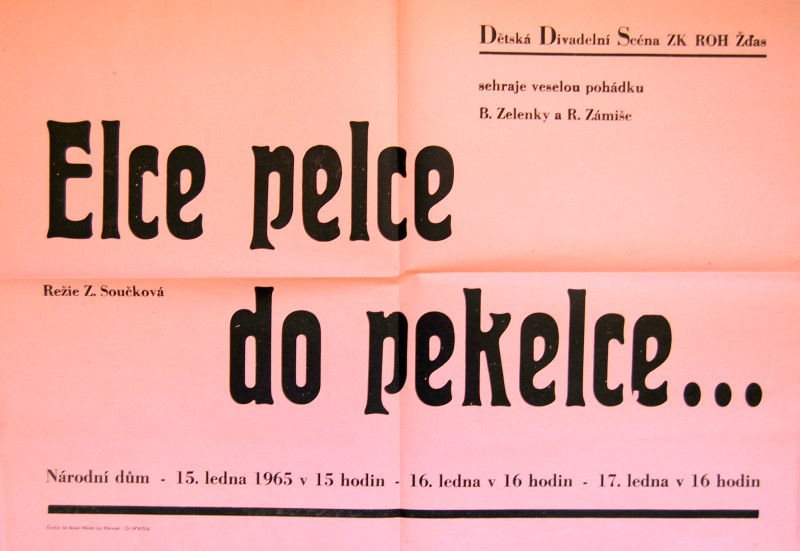 Dětská Divadelní Scéna ZK ROH Žďas
sehraje veselou pohádku
B. Zelenky a R. Zámiše
Elce pelce
Režie Z. Součková
do pekelce...
Národní dům - 15. ledna 1965 v 15 hodin - 16. ledna v 16 hodin - 17. ledna v 16 hodin